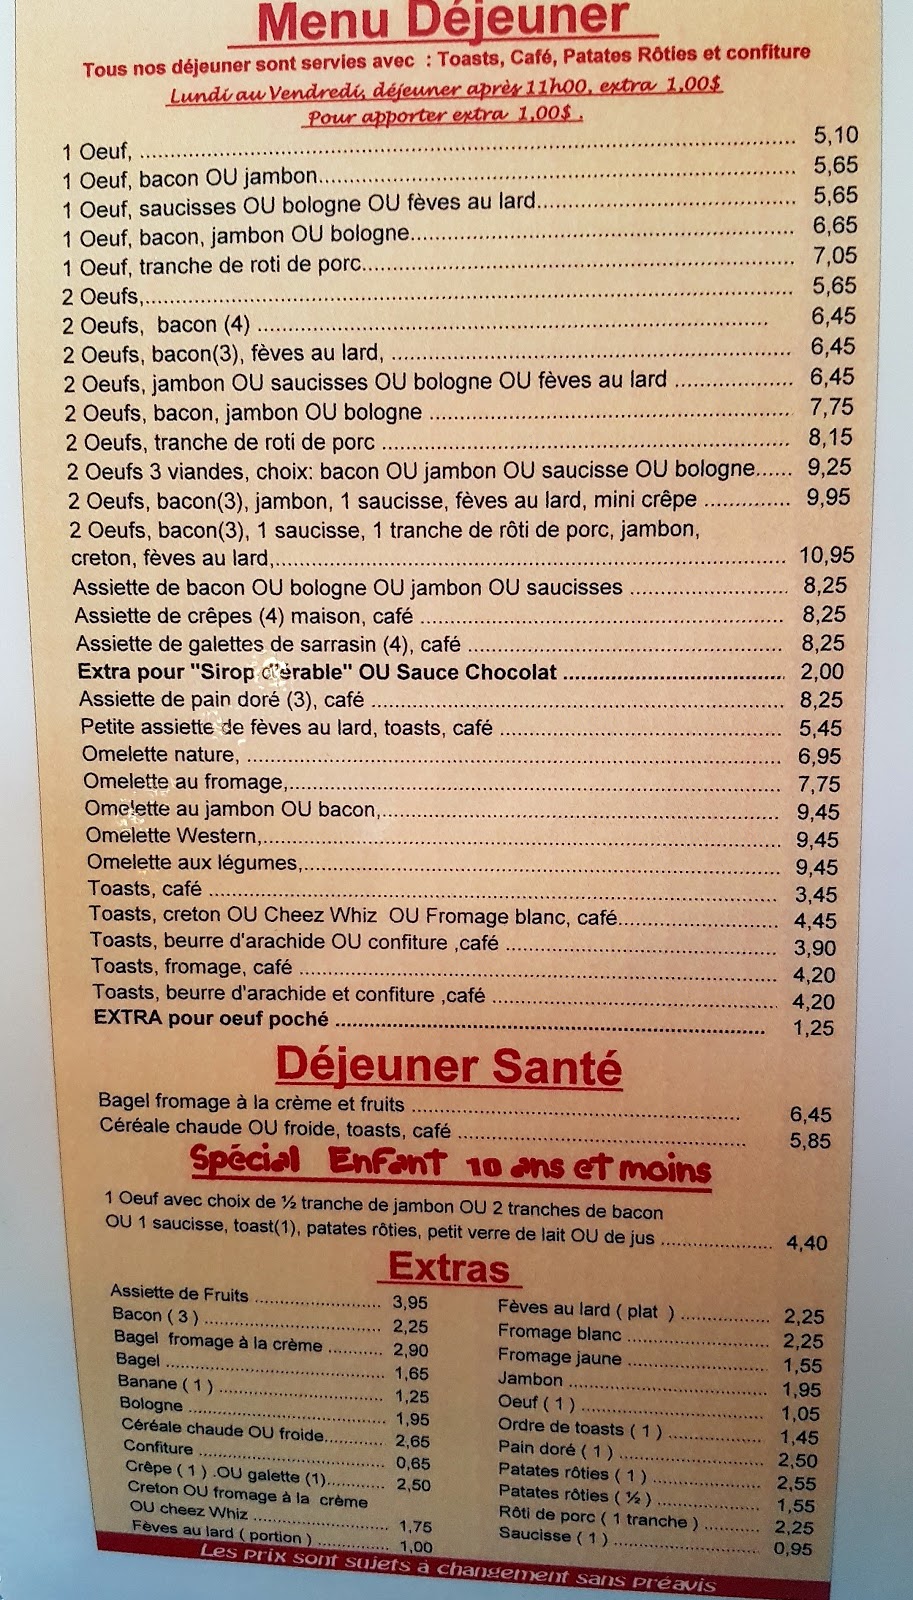 Menu Déjeuner
Tous nos déjeuner sont servies avec : Toasts, Café, Patates Rôties et confiture
Lundi au Vendredi, déjeuner après 11h00, extra 1,00$
Pour apporter extra 1,00$ .
1 Oeuf, ........ 5,10
1 Oeuf, bacon OU jambon........ 5,65
1 Oeuf, saucisses OU bologne OU fèves au lard........ 5,65
1 Oeuf, bacon, jambon OU bologne........ 6,65
1 Oeuf, tranche de roti de porc........ 7,05
2 Oeufs,........ 5,65
2 Oeufs, bacon (4) ........ 6,45
2 Oeufs, bacon(3), fèves au lard, ........ 6,45
2 Oeufs, jambon OU saucisses OU bologne OU fèves au lard ........ 6,45
2 Oeufs, bacon, jambon OU bologne ........ 7,75
2 Oeufs, tranche de roti de porc ........ 8,15
2 Oeufs 3 viandes, choix: bacon OU jambon OU saucisse OU bologne...... 9,25
2 Oeufs, bacon(3), jambon, 1 saucisse, fèves au lard, mini crêpe ........ 9,95
2 Oeufs, bacon(3), 1 saucisse, 1 tranche de rôti de porc, jambon,
creton, fèves au lard,........ 10,95
Assiette de bacon OU bologne OU jambon OU saucisses ........ 8,25
Assiette de crêpes (4) maison, café ........ 8,25
Assiette de galettes de sarrasin (4), café ........ 8,25
Extra pour "Sirop d'érable" OU Sauce Chocolat ........ 2,00
Assiette de pain doré (3), café ........ 8,25
Petite assiette de fèves au lard, toasts, café ........ 5,45
Omelette nature, ........ 6,95
Omelette au fromage,........ 7,75
Omelette au jambon OU bacon,........ 9,45
Omelette Western,........ 9,45
Omelette aux légumes,........ 9,45
Toasts, café ........ 3,45
Toasts, creton OU Cheez Whiz OU Fromage blanc, café........ 4,45
Toasts, beurre d'arachide OU confiture ,café ........ 3,90
Toasts, fromage, café ........ 4,20
Toasts, beurre d'arachide et confiture ,café ........ 4,20
EXTRA pour oeuf poché ........ 1,25
Déjeuner Santé
Bagel fromage à la crème et fruits ........ 6,45
Céréale chaude OU froide, toasts, café ........ 5,85
Spécial Enfant 10 ans et moins
1 Oeuf avec choix de ½ tranche de jambon OU 2 tranches de bacon
OU 1 saucisse, toast(1), patates rôties, petit verre de lait OU de jus ........ 4,40
Extras
Assiette de Fruits ........ 3,95
Bacon ( 3 ) ........ 2,25
Bagel fromage à la crème ........ 2,90
Bagel ........ 1,65
Banane ( 1 ) ........ 1,25
Bologne ........ 1,95
Céréale chaude OU froide........ 2,65
Confiture ........ 0,65
Crêpe ( 1 ) .OU galette (1)........ 2,50
Creton OU fromage à la crème
OU cheez Whiz ........ 1,75
Fèves au lard ( portion ) ........ 1,00
Fèves au lard ( plat ) ........ 2,25
Fromage blanc ........ 2,25
Fromage jaune ........ 1,55
Jambon ........ 1,95
Oeuf ( 1 ) ........ 1,05
Ordre de toasts ( 1 ) ........ 1,45
Pain doré ( 1 ) ........ 2,50
Patates rôties ( 1 ) ........ 2,55
Patates rôties ( ½ ) ........ 1,55
Rôti de porc ( 1 tranche ) ........ 2,25
Saucisse ( 1 ) ........ 0,95
Les prix sont sujets à changement sans préavis